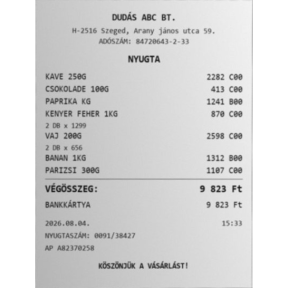 DUDÁS ABC BT.
H-2516 Szeged, Arany jános utca 59.
ADÓSZÁM: 84720643-2-33
NYUGTA
KAVE 250G 2282 C00
CSOKOLADE 100G 413 C00
PAPRIKA KG 1241 B00
KENYER FEHER 1KG 870 C00
2 DB x 1299
VAJ 200G 2598 C00
2 DB x 656
BANAN 1KG 1312 B00
PARIZSI 300G 1107 C00
VÉGÖSSZEG: 9 823 Ft
BANKKÁRTYA 9 823 Ft
2026.08.04. 15:33
NYUGTASZÁM: 0091/38427
AP A82370258
KÖSZÖNJÜK A VÁSÁRLÁST!